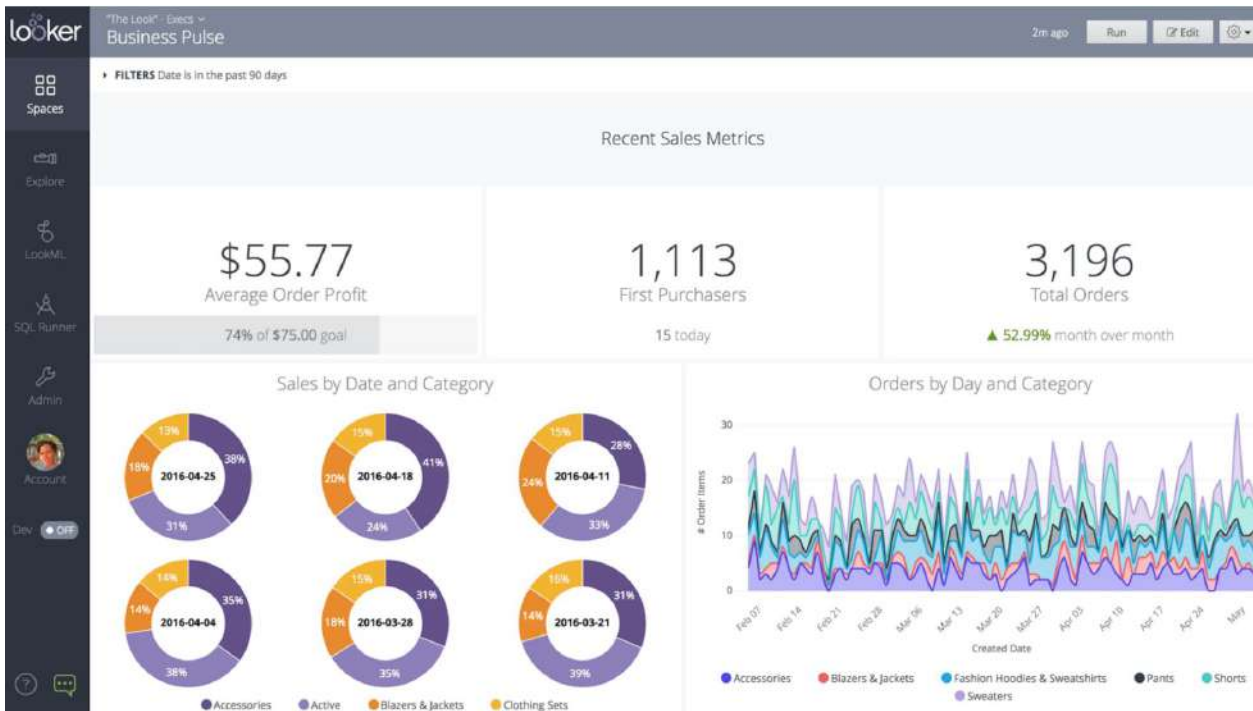 looker
"The Look" - Execs
Business Pulse
2m ago
Run
Edit
Spaces
Explore
LookML
SQL Runner
Admin
Account
Dev OFF
FILTERS Date is in the past 90 days
Recent Sales Metrics
$55.77
Average Order Profit
74% of $75.00 goal
1,113
First Purchasers
15 today
3,196
Total Orders
▲ 52.99% month over month
Sales by Date and Category
13%
38%
18%
2016-04-25
31%
15%
41%
20%
2016-04-18
24%
15%
28%
24%
2016-04-11
33%
14%
35%
14%
2016-04-04
38%
15%
31%
18%
2016-03-28
35%
16%
31%
14%
2016-03-21
39%
Accessories Active Blazers & Jackets Clothing Sets
Orders by Day and Category
# Order Items
30
20
10
0
Feb 07 Feb 14 Feb 21 Feb 28 Mar 06 Mar 13 Mar 20 Mar 27 Apr 03 Apr 10 Apr 17 Apr 24 May
Created Date
Accessories Blazers & Jackets Fashion Hoodies & Sweatshirts Pants Shorts
Sweaters
?